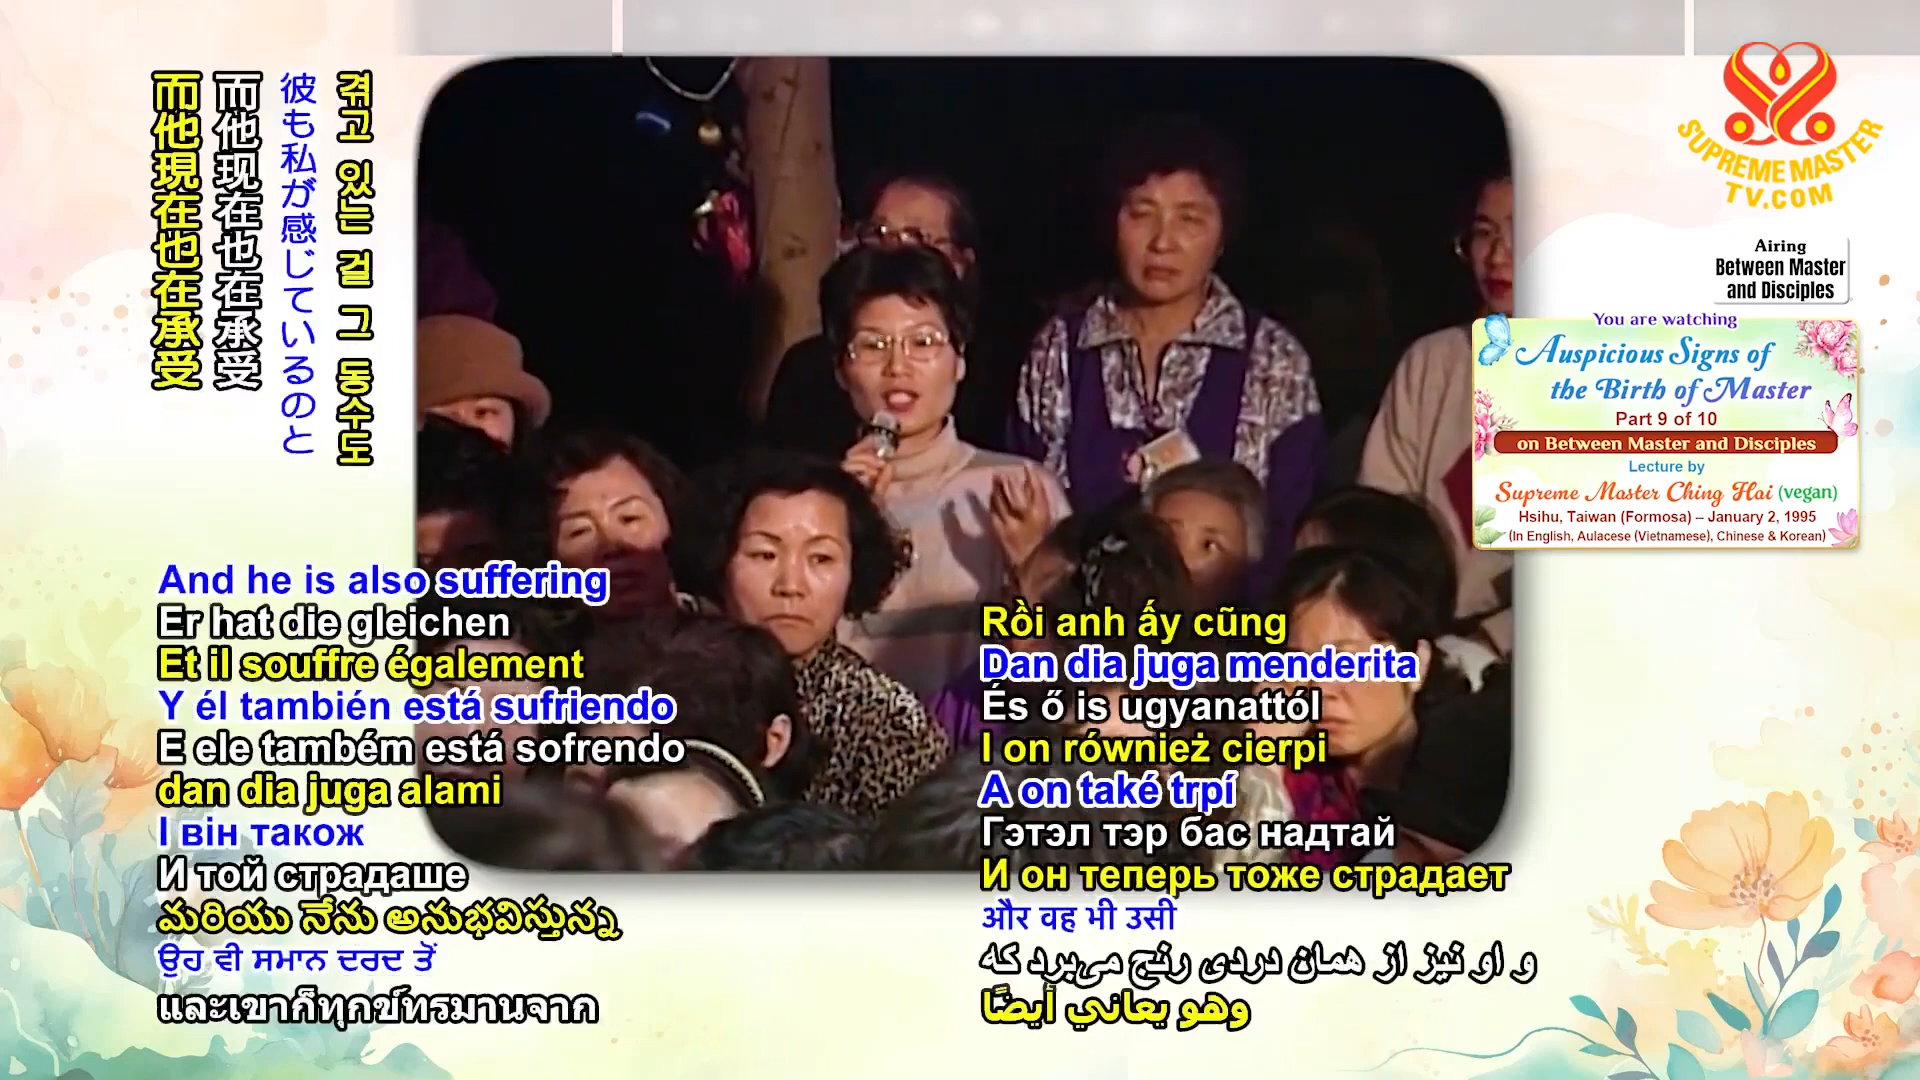 겪고 있는 걸 그 동수도
彼も私が感じているのと
而他现在也在承受
而他現在也在承受
SUPREME MASTER
TV.COM
Airing
Between Master
and Disciples
You are watching
Auspicious Signs of
the Birth of Master
Part 9 of 10
on Between Master and Disciples
Lecture by
Supreme Master Ching Hai (vegan)
Hsihu, Taiwan (Formosa) – January 2, 1995
(In English, Aulacese (Vietnamese), Chinese & Korean)
And he is also suffering
Er hat die gleichen
Et il souffre également
Y él también está sufriendo
E ele também está sofrendo
dan dia juga alami
І він також
И той страдаше
మరియు నేను అనుభవిస్తున్న
ਉਹ ਵੀ ਸਮਾਨ ਦਰਦ ਤੋਂ
และเขาก็ทุกข์ทรมานจาก
Rồi anh ấy cũng
Dan dia juga menderita
És ő is ugyanattól
I on również cierpi
A on také trpí
Гэтэл тэр бас надтай
И он теперь тоже страдает
और वह भी उसी
و او نیز از همان دردی رنج می‌برد که
وهو يعاني أيضًا